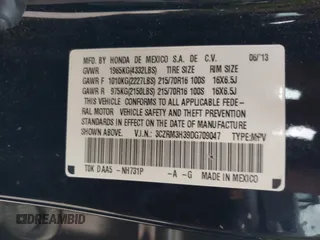 MFD. BY HONDA DE MEXICO S.A. DE C.V. 06/13
GVWR 1965KG(4332LBS) TIRE SIZE RIM SIZE
GAWR F 1010KG(2227LBS) 215/70R16 100S 16X6.5J
GAWR R 975KG(2150LBS) 215/70R16 100S 16X6.5J
THIS VEHICLE CONFORMS TO ALL APPLICABLE FEDERAL MOTOR VEHICLE
SAFETY AND THEFT PREVENTION STANDARDS IN EFFECT ON THE
DATE OF MANUFACTURE SHOWN ABOVE.
V.I.N.: 3CZRM3H39DG709047 TYPE:MPV
T0K D AA5 -NH731P -A -G MADE IN MEXICO
DREAMBID